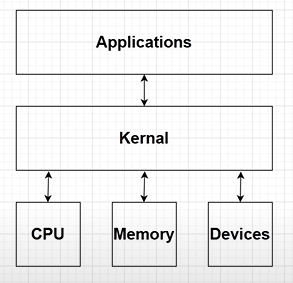 Applications
Kernal
CPU
Memory
Devices